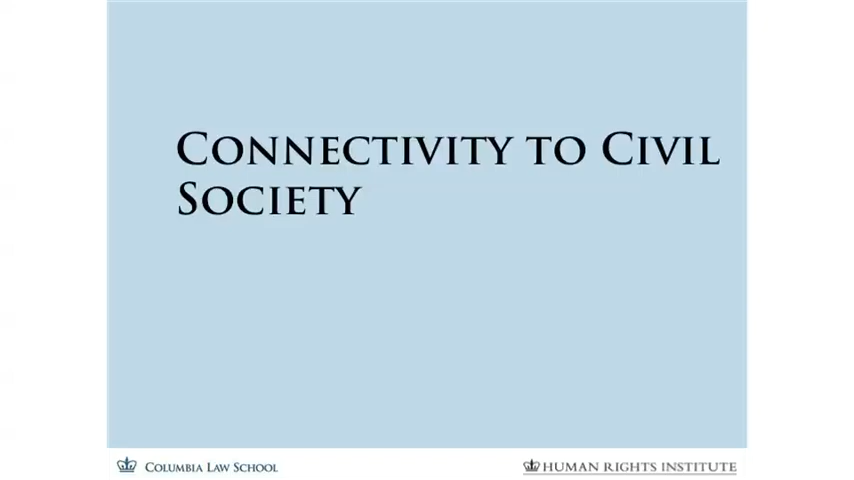 CONNECTIVITY TO CIVIL
SOCIETY
COLUMBIA LAW SCHOOL
HUMAN RIGHTS INSTITUTE